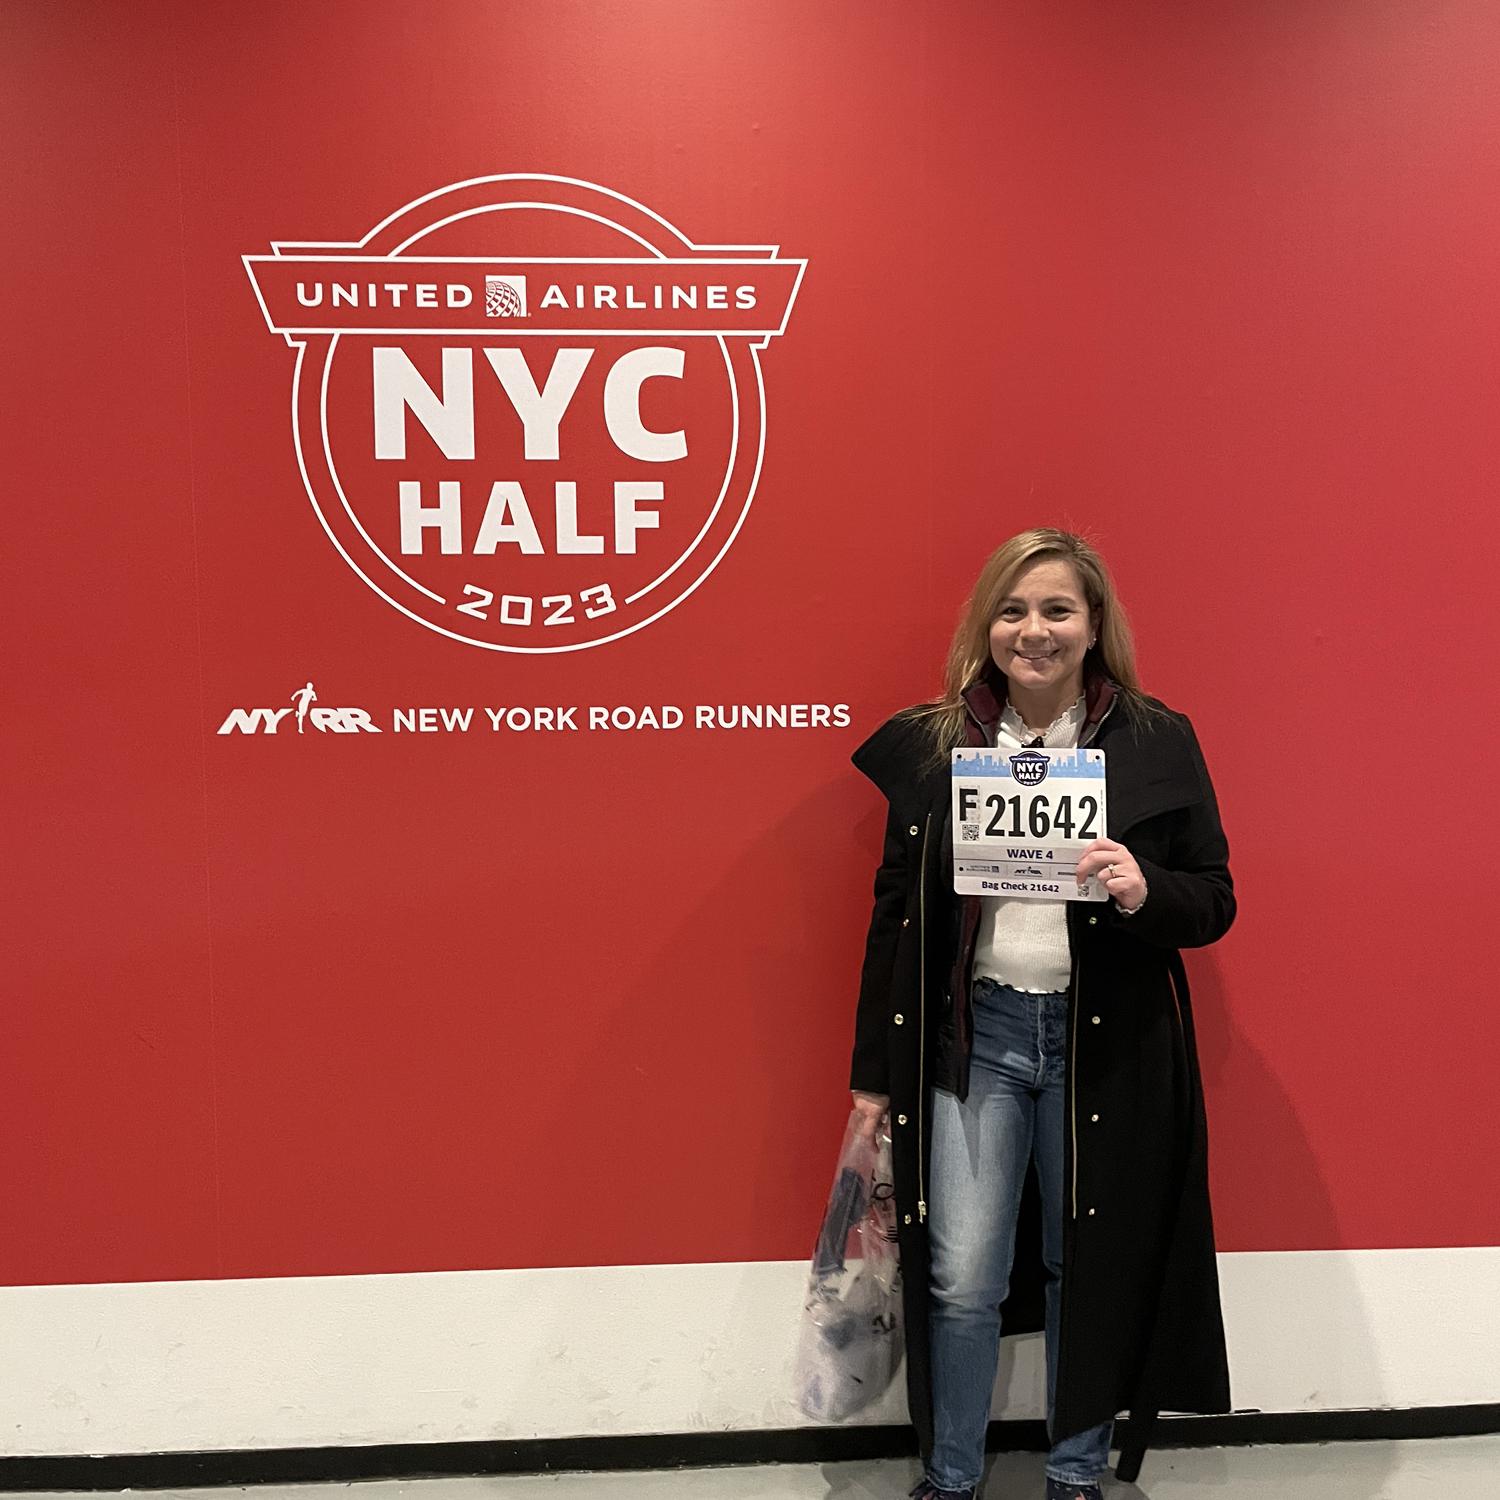 UNITED AIRLINES
NYC
HALF
2023
NYRR NEW YORK ROAD RUNNERS
NYC
HALF
F 21642
WAVE 4
Bag Check 21642